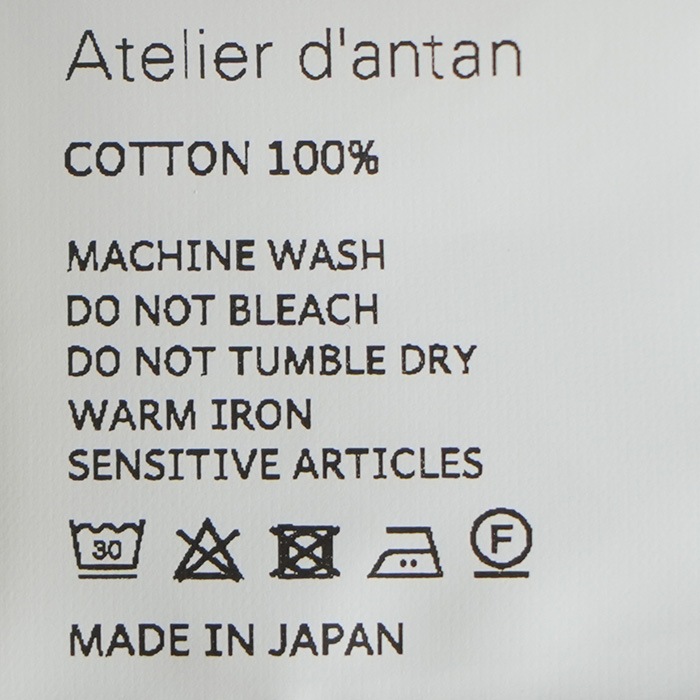 Atelier d'antan
COTTON 100%
MACHINE WASH
DO NOT BLEACH
DO NOT TUMBLE DRY
WARM IRON
SENSITIVE ARTICLES
30 F
MADE IN JAPAN